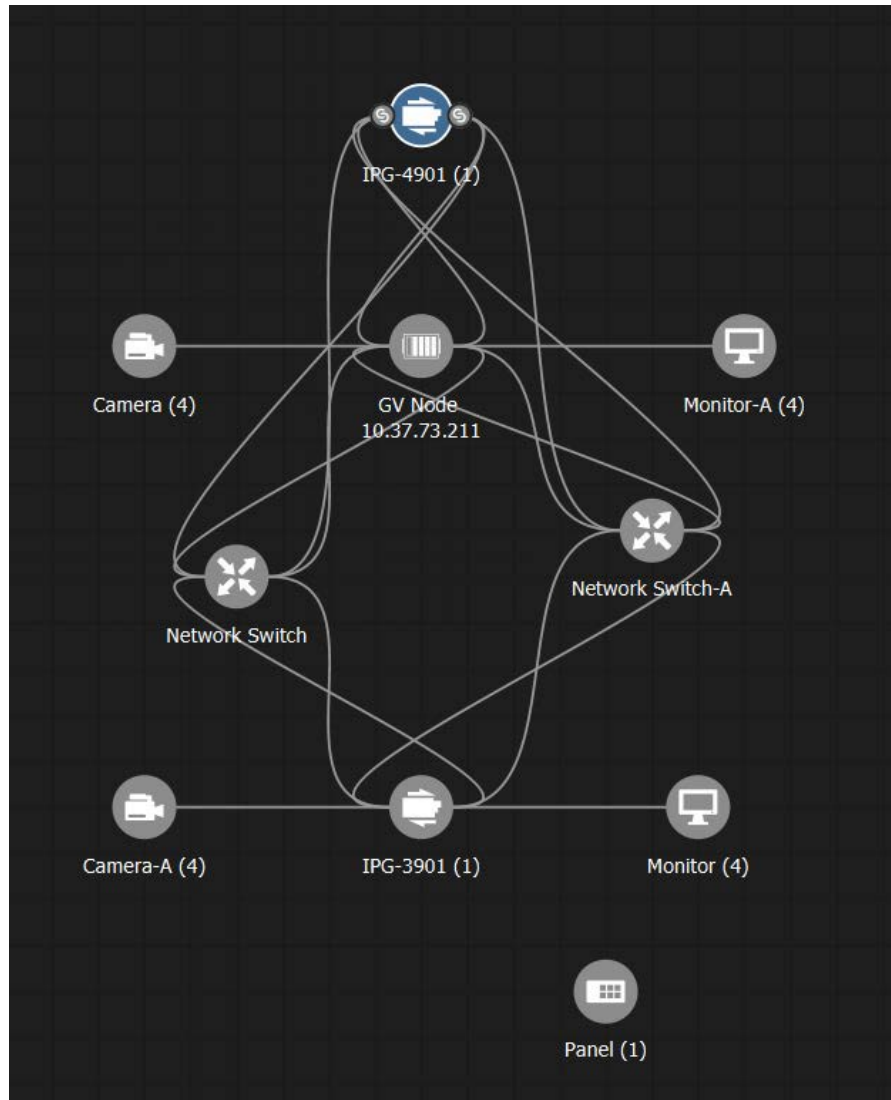 IPG-4901 (1)
Camera (4)
GV Node
10.37.73.211
Monitor-A (4)
Network Switch-A
Network Switch
Camera-A (4)
IPG-3901 (1)
Monitor (4)
Panel (1)